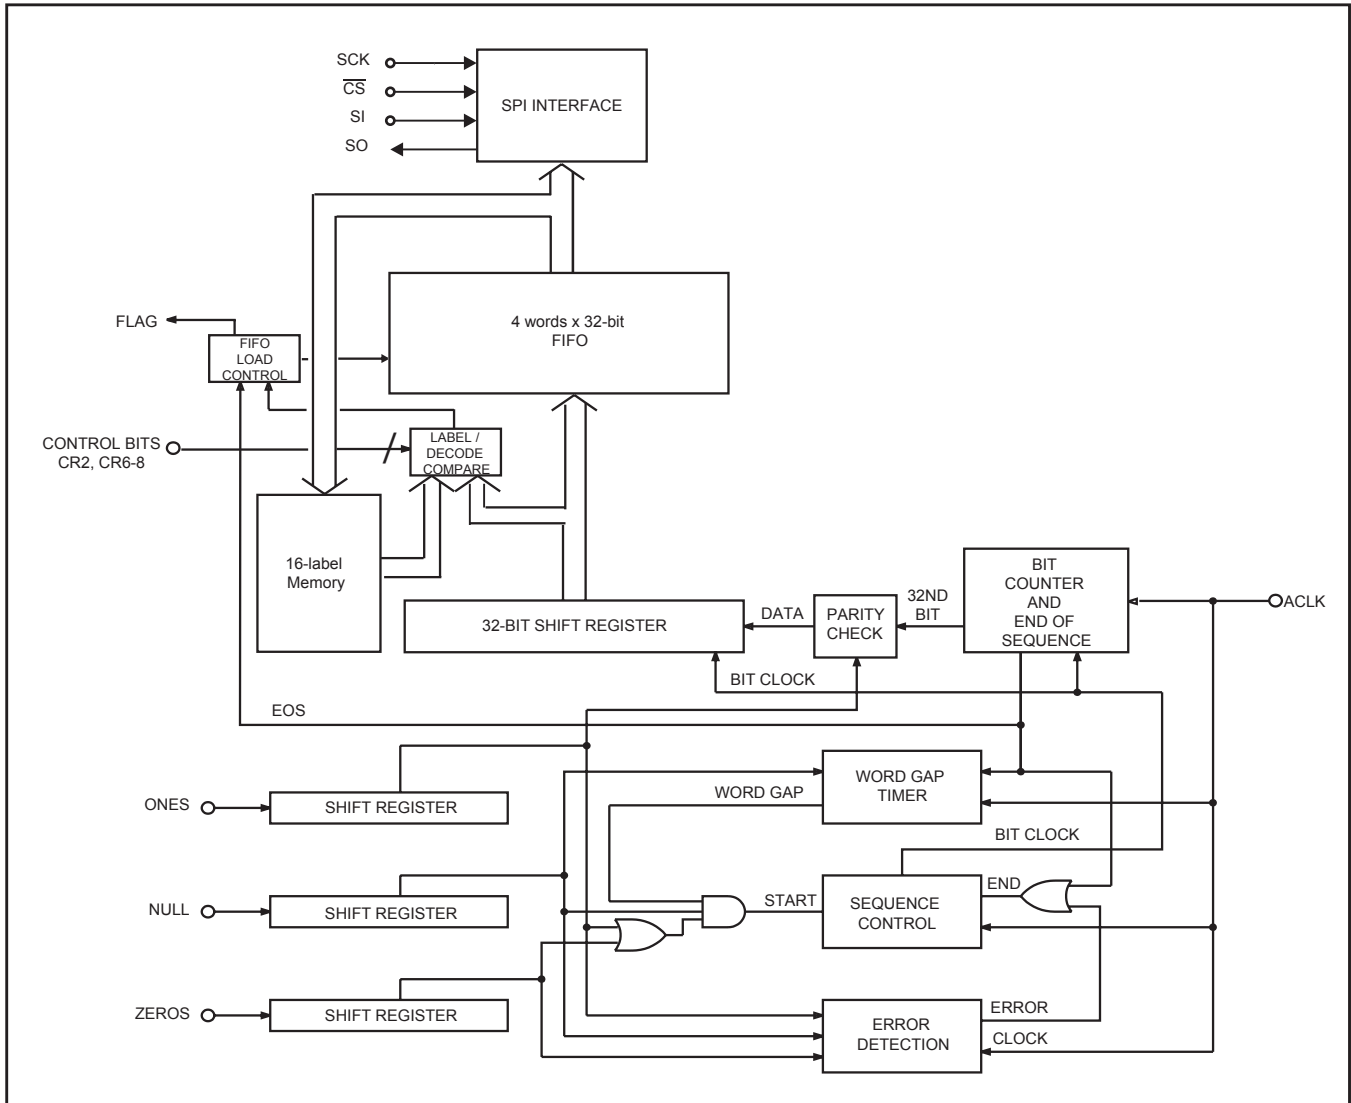 SCK
CS
SI
SO
SPI INTERFACE
4 words x 32-bit
FIFO
FLAG
FIFO
LOAD
CONTROL
CONTROL BITS
CR2, CR6-8
LABEL /
DECODE
COMPARE
16-label
Memory
32-BIT SHIFT REGISTER
DATA
PARITY
CHECK
32ND
BIT
BIT
COUNTER
AND
END OF
SEQUENCE
ACLK
BIT CLOCK
EOS
ONES
SHIFT REGISTER
WORD GAP
WORD GAP
TIMER
BIT CLOCK
NULL
SHIFT REGISTER
START
SEQUENCE
CONTROL
END
ZEROS
SHIFT REGISTER
ERROR
DETECTION
ERROR
CLOCK